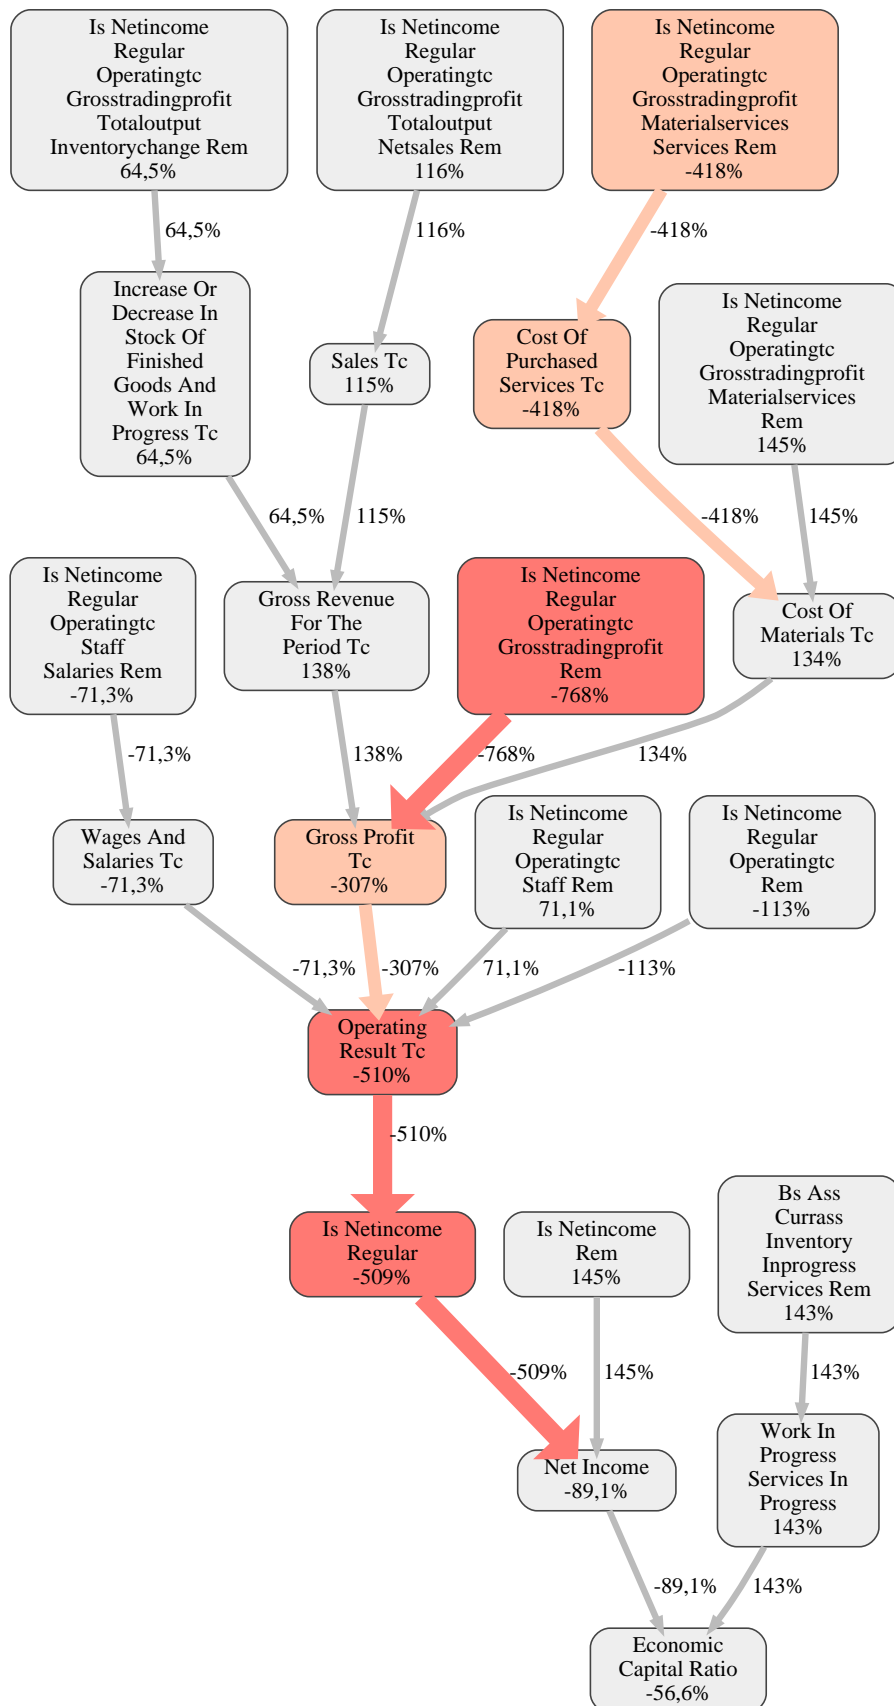 Is Netincome
Regular
Operatingtc
Grosstradingprofit
Totaloutput
Inventorychange Rem
64,5%
Is Netincome
Regular
Operatingtc
Grosstradingprofit
Totaloutput
Netsales Rem
116%
Is Netincome
Regular
Operatingtc
Grosstradingprofit
Materialservices
Services Rem
-418%
64,5%
116%
-418%
Increase Or
Decrease In
Stock Of
Finished
Goods And
Work In
Progress Tc
64,5%
Sales Tc
115%
Cost Of
Purchased
Services Tc
-418%
Is Netincome
Regular
Operatingtc
Grosstradingprofit
Materialservices
Rem
145%
64,5%
115%
-418%
145%
Is Netincome
Regular
Operatingtc
Staff
Salaries Rem
-71,3%
Gross Revenue
For The
Period Tc
138%
Is Netincome
Regular
Operatingtc
Grosstradingprofit
Rem
-768%
Cost Of
Materials Tc
134%
-71,3%
138%
-768%
134%
Wages And
Salaries Tc
-71,3%
Gross Profit
Tc
-307%
Is Netincome
Regular
Operatingtc
Staff Rem
71,1%
Is Netincome
Regular
Operatingtc
Rem
-113%
-71,3%
-307%
71,1%
-113%
Operating
Result Tc
-510%
-510%
Is Netincome
Regular
-509%
Is Netincome
Rem
145%
Bs Ass
Currass
Inventory
Inprogress
Services Rem
143%
-509%
145%
143%
Net Income
-89,1%
Work In
Progress
Services In
Progress
143%
-89,1%
143%
Economic
Capital Ratio
-56,6%